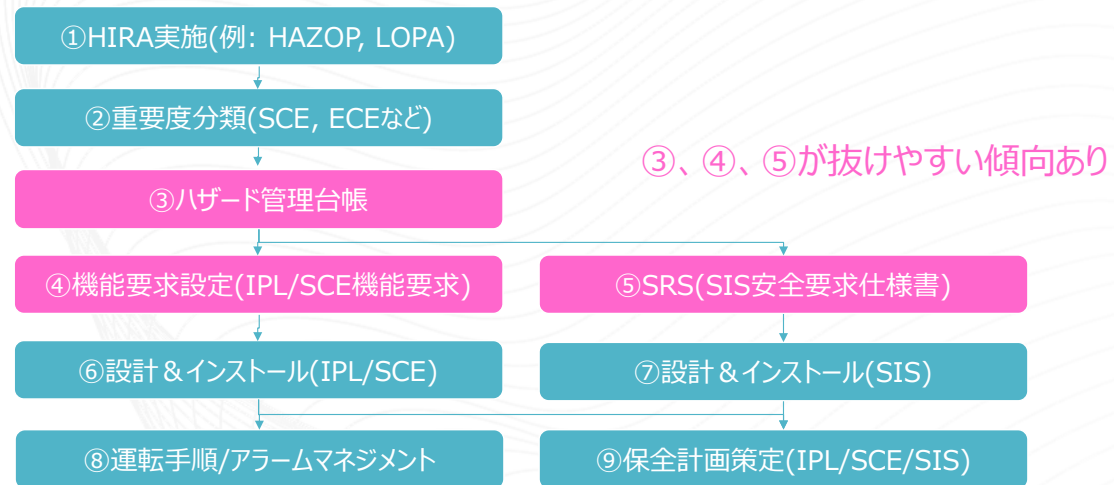 ①HIRA実施(例: HAZOP, LOPA)
②重要度分類(SCE, ECEなど)
③、④、⑤が抜けやすい傾向あり
③ハザード管理台帳
④機能要求設定(IPL/SCE機能要求)
⑤SRS(SIS安全要求仕様書)
⑥設計＆インストール(IPL/SCE)
⑦設計＆インストール(SIS)
⑧運転手順/アラームマネジメント
⑨保全計画策定(IPL/SCE/SIS)